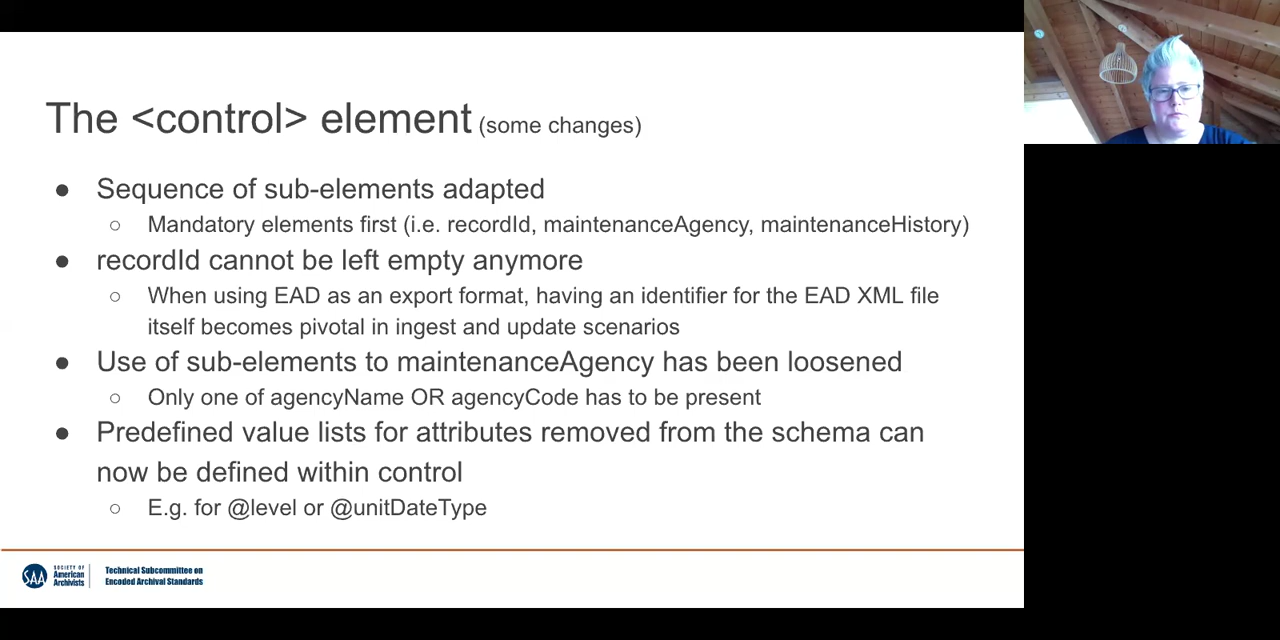 The <control> element (some changes)
● Sequence of sub-elements adapted
○ Mandatory elements first (i.e. recordId, maintenanceAgency, maintenanceHistory)
● recordId cannot be left empty anymore
○ When using EAD as an export format, having an identifier for the EAD XML file
itself becomes pivotal in ingest and update scenarios
● Use of sub-elements to maintenanceAgency has been loosened
○ Only one of agencyName OR agencyCode has to be present
● Predefined value lists for attributes removed from the schema can
now be defined within control
○ E.g. for @level or @unitDateType
SAA
SOCIETY OF
American
Archivists
Technical Subcommittee on
Encoded Archival Standards